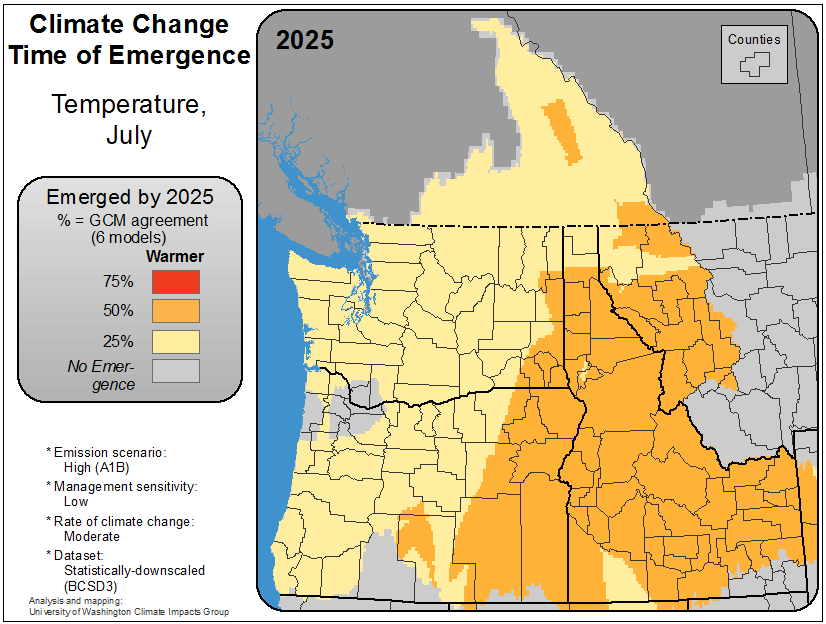 Climate Change
Time of Emergence
Temperature,
July
2025
Counties
Emerged by 2025
% = GCM agreement
(6 models)
Warmer
75%
50%
25%
No Emer-
gence
* Emission scenario:
High (A1B)
* Management sensitivity:
Low
* Rate of climate change:
Moderate
* Dataset:
Statistically-downscaled
(BCSD3)
Analysis and mapping:
University of Washington Climate Impacts Group